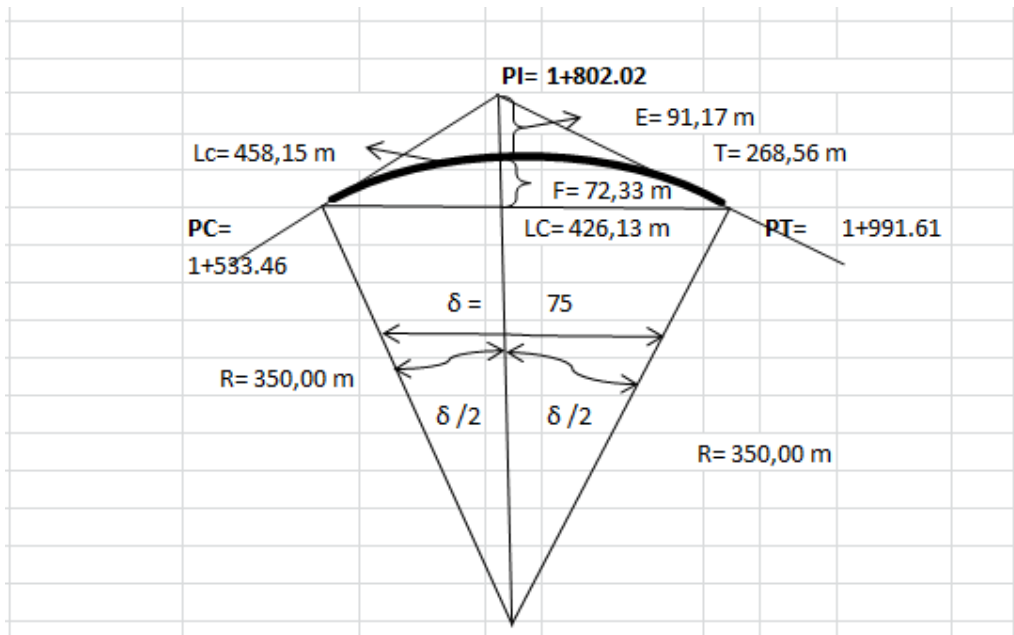 PI= 1+802.02
E= 91,17 m
Lc= 458,15 m
T= 268,56 m
F= 72,33 m
PC=
LC= 426,13 m
PT= 1+991.61
1+533.46
δ = 75
R= 350,00 m
δ /2
δ /2
R= 350,00 m